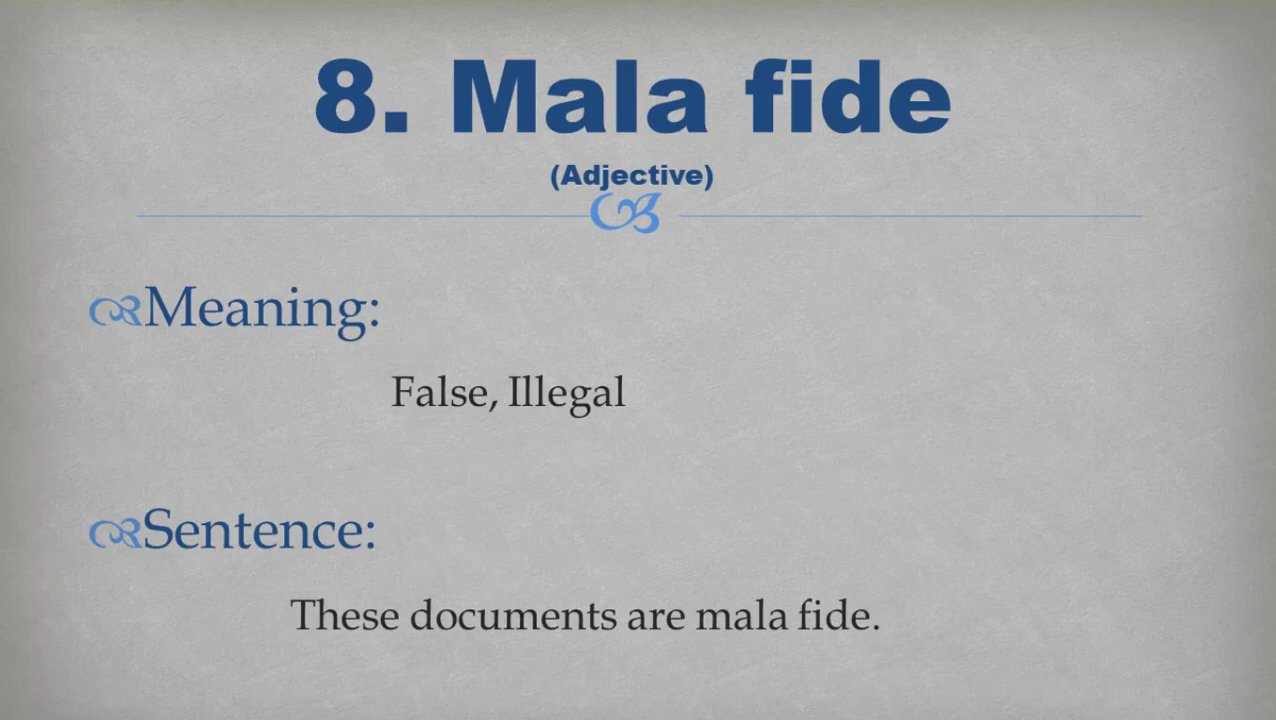 8. Mala fide
(Adjective)
Meaning:
False, Illegal
Sentence:
These documents are mala fide.